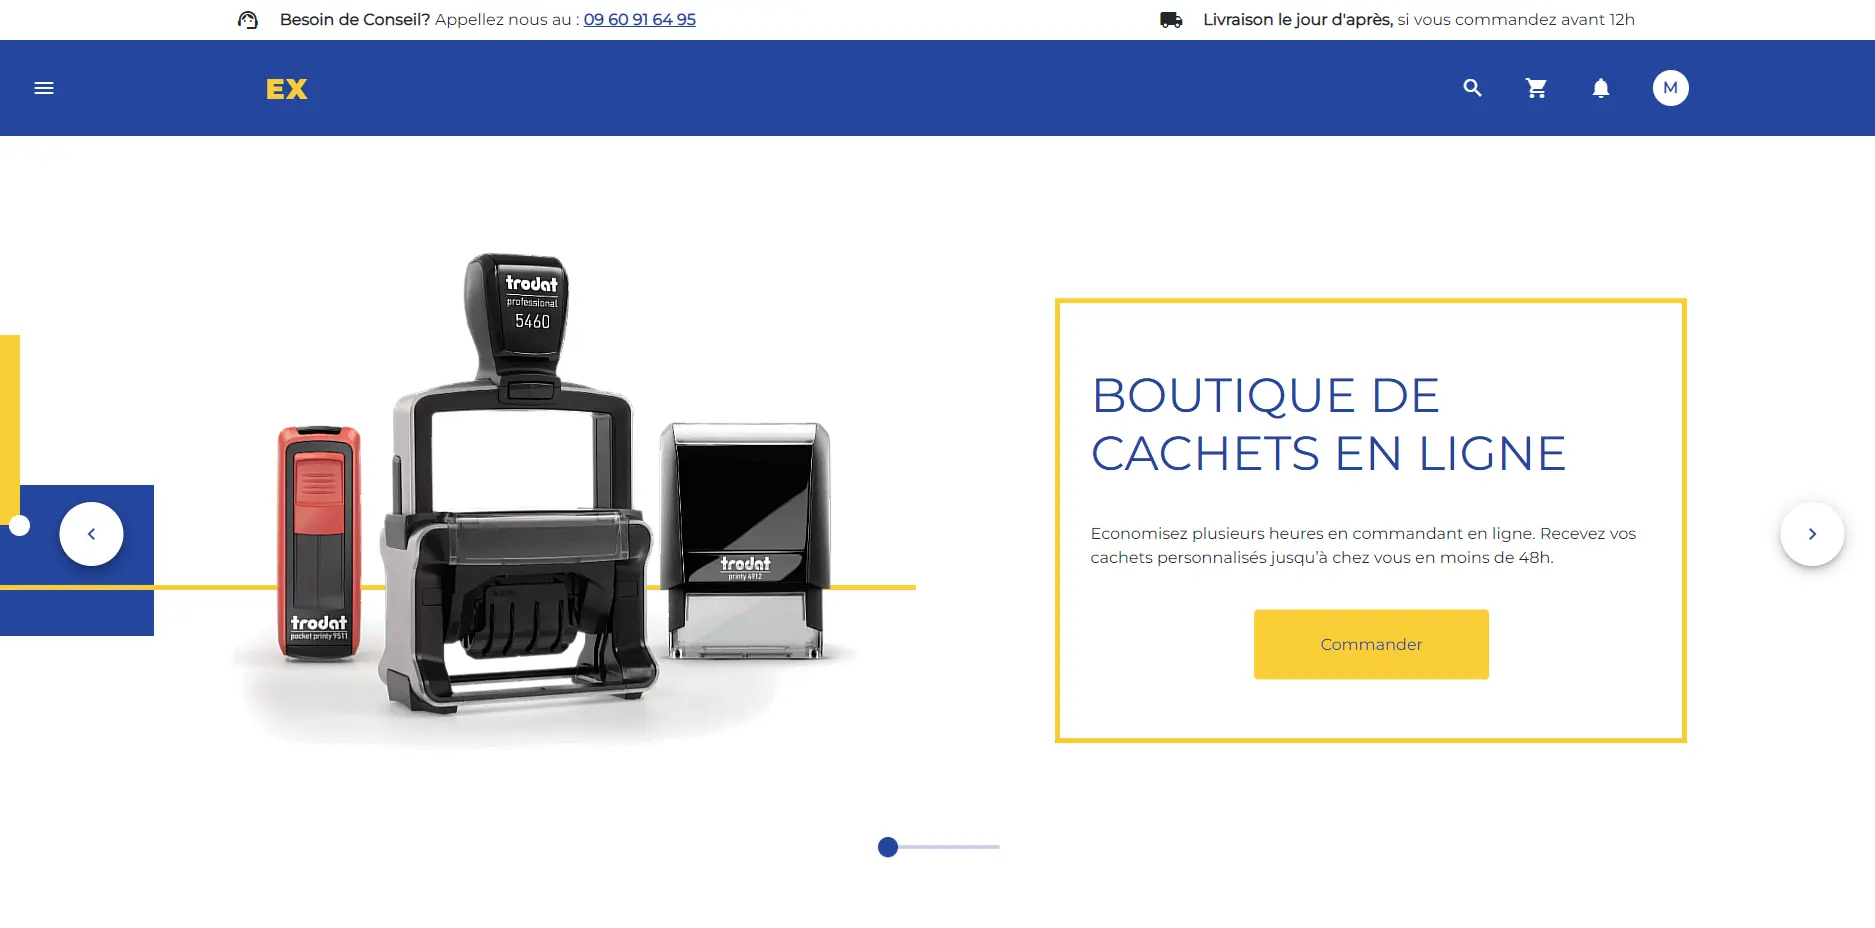 Besoin de Conseil? Appellez nous au : 09 60 91 64 95
Livraison le jour d'après, si vous commandez avant 12h
EX
M
trodat
professional
5460
trodat
pocket printy 9511
trodat
printy 4912
BOUTIQUE DE
CACHETS EN LIGNE
Economisez plusieurs heures en commandant en ligne. Recevez vos
cachets personnalisés jusqu’à chez vous en moins de 48h.
Commander